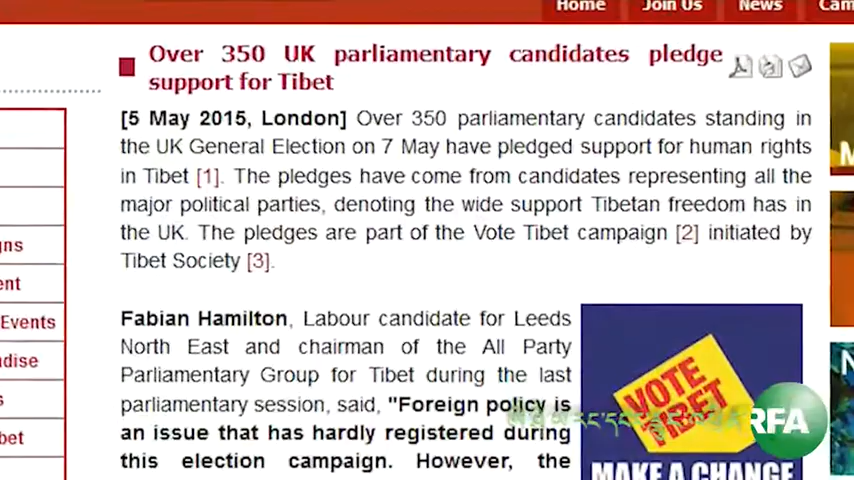 Home Join Us News Cam
Over 350 UK parliamentary candidates pledge
support for Tibet
[5 May 2015, London] Over 350 parliamentary candidates standing in
the UK General Election on 7 May have pledged support for human rights
in Tibet [1]. The pledges have come from candidates representing all the
major political parties, denoting the wide support Tibetan freedom has in
the UK. The pledges are part of the Vote Tibet campaign [2] initiated by
Tibet Society [3].
gns
ent
Events
ndise
s
bet
Fabian Hamilton, Labour candidate for Leeds
North East and chairman of the All Party
Parliamentary Group for Tibet during the last
parliamentary session, said, "Foreign policy is
an issue that has hardly registered during
this election campaign. However, the
VOTE
TIBET
MAKE A CHANGE
RFA
M
N